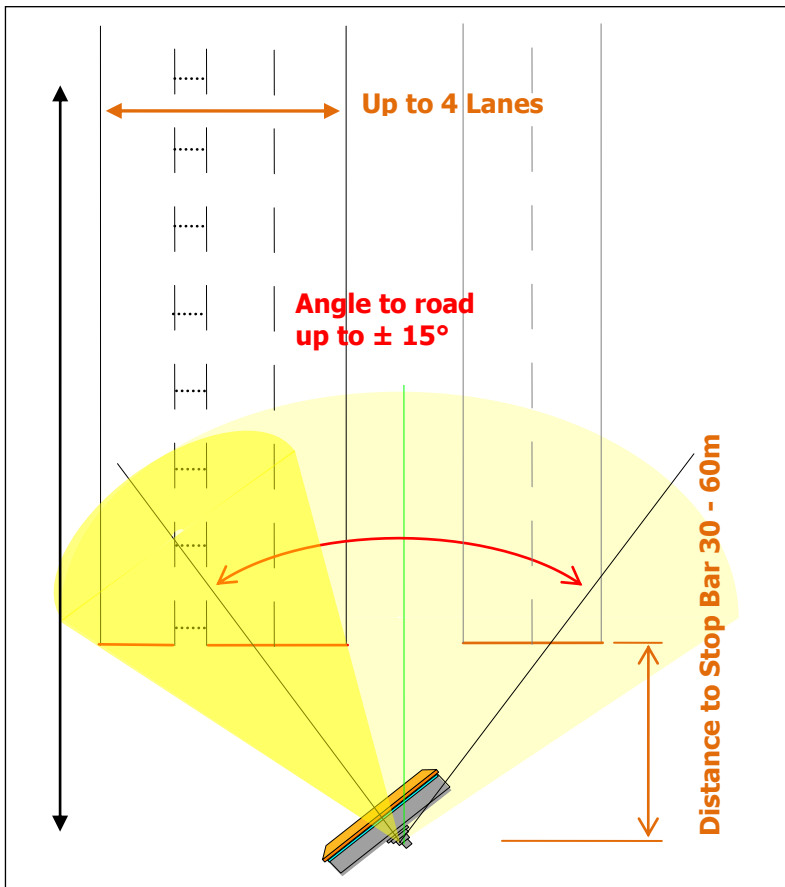 Up to 4 Lanes
Angle to road
up to ± 15°
Distance to Stop Bar 30 - 60m